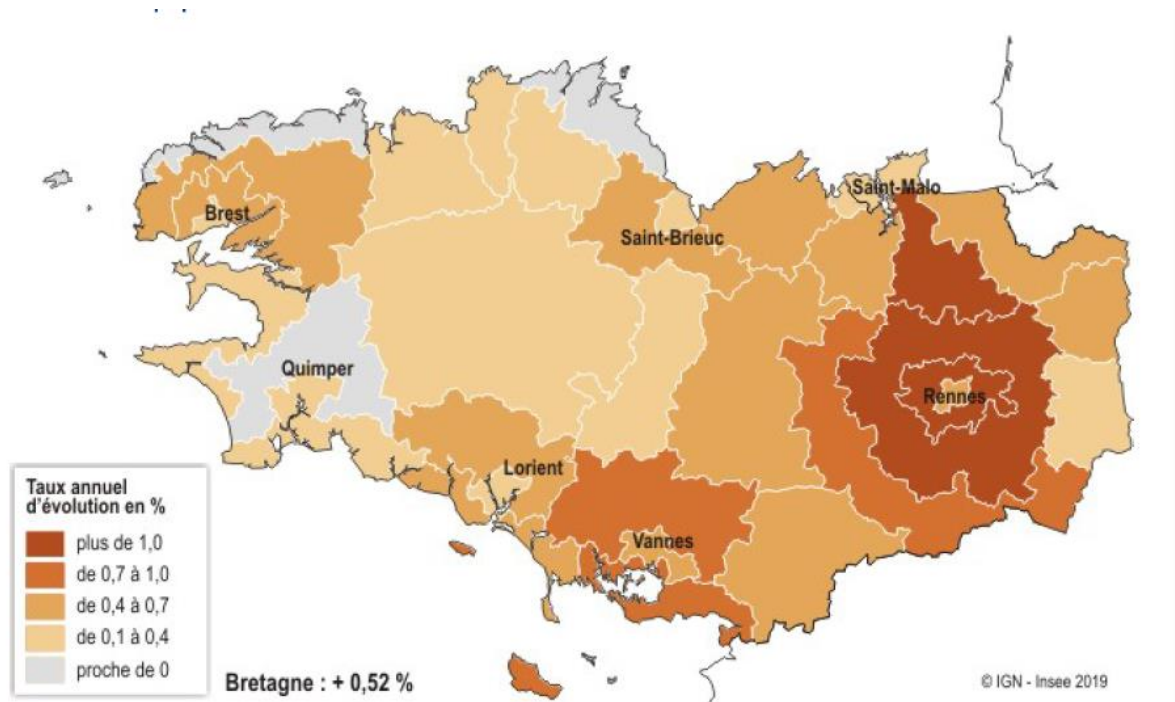 Saint-Malo
Brest
Saint-Brieuc
Quimper
Rennes
Lorient
Vannes
Taux annuel
d'évolution en %
plus de 1,0
de 0,7 à 1,0
de 0,4 à 0,7
de 0,1 à 0,4
proche de 0
Bretagne : + 0,52 %
© IGN - Insee 2019